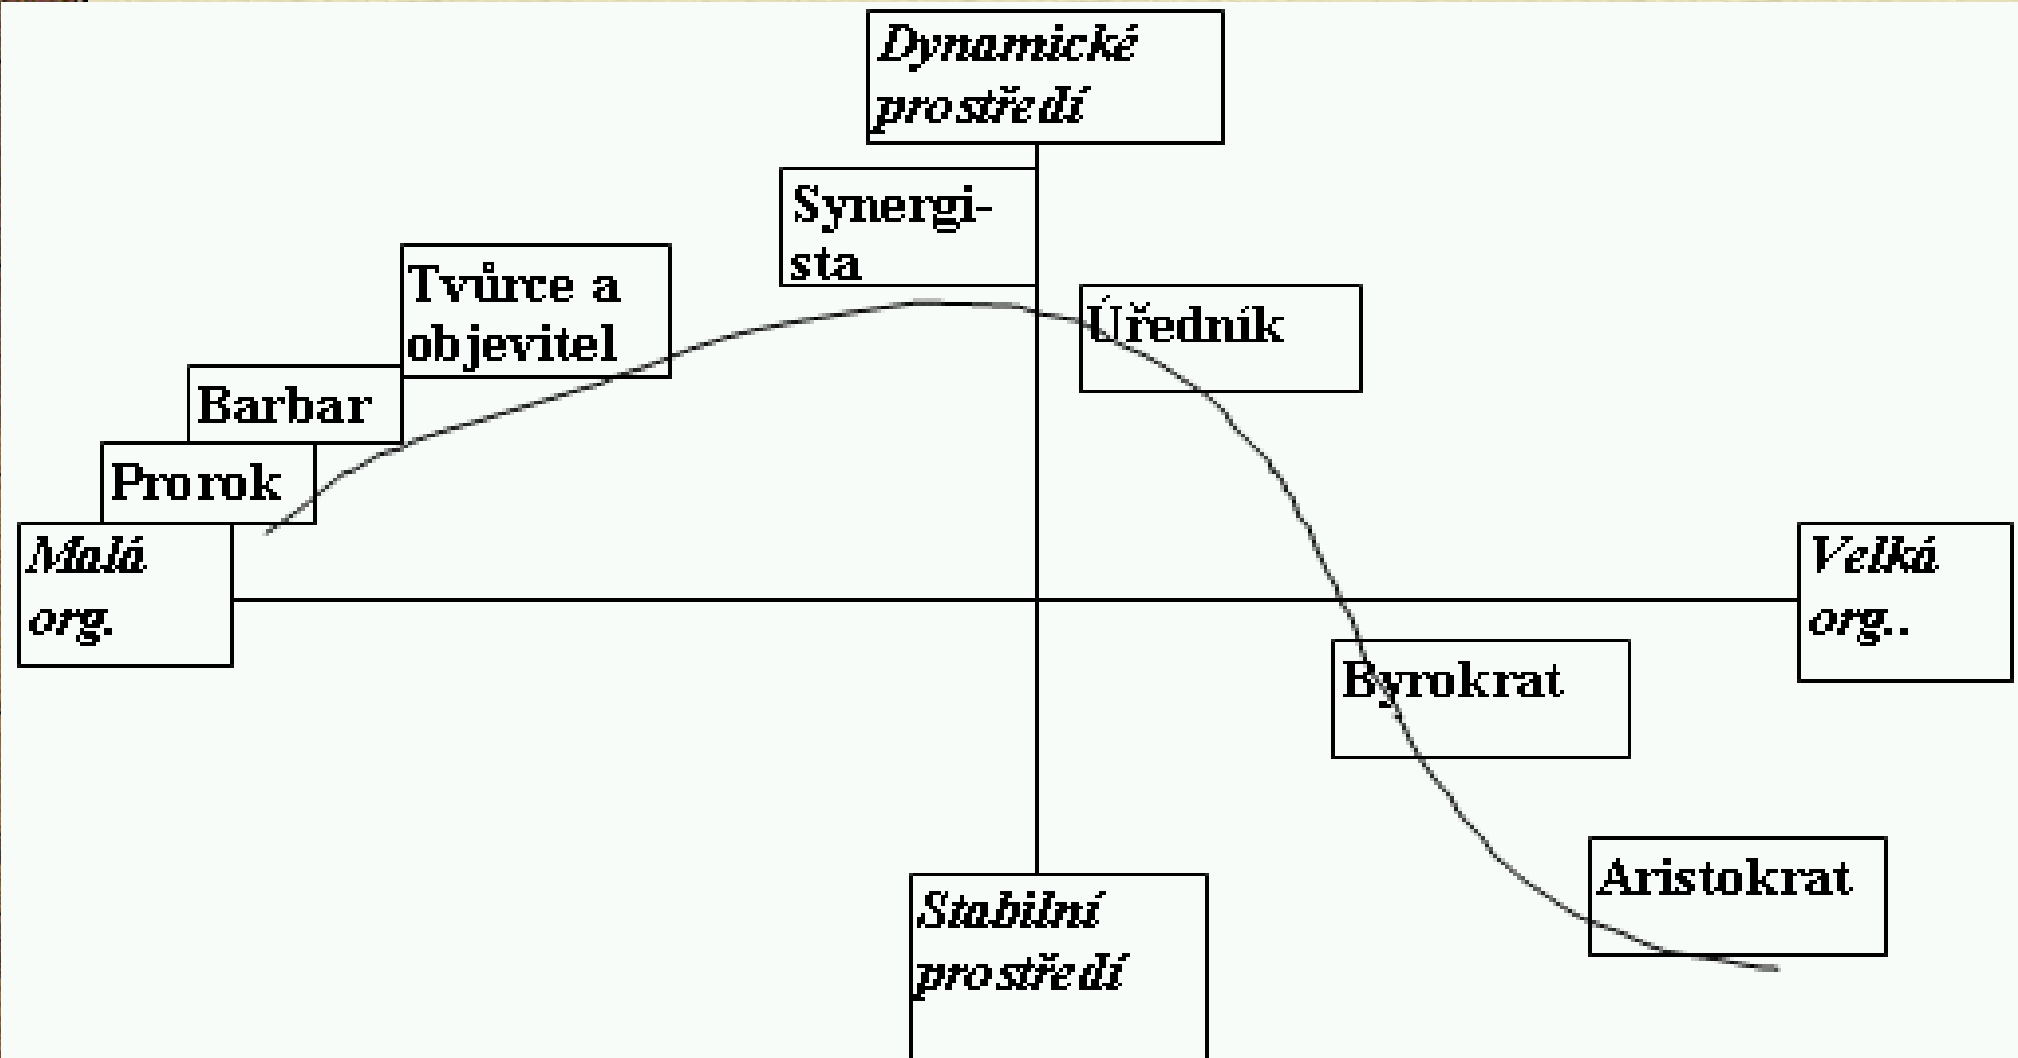 Dynamické
prostředí
Synergi-
sta
Tvůrce a
objevitel
Úředník
Barbar
Prorok
Malá
org.
Velká
org..
Byrokrat
Aristokrat
Stabilní
prostředí